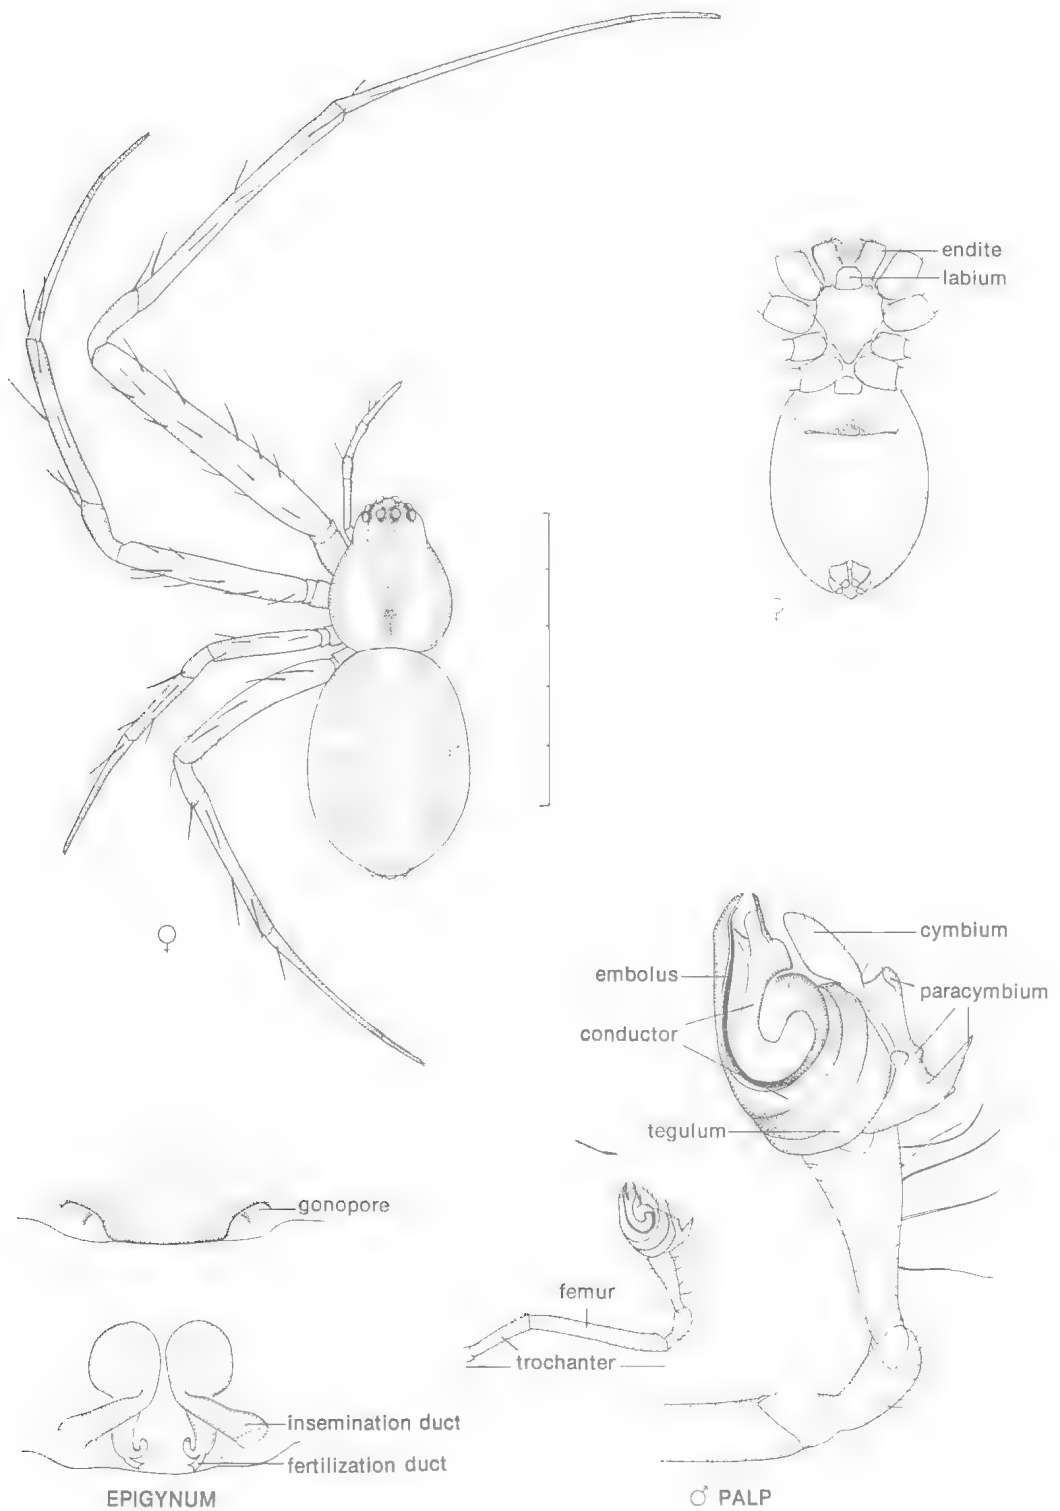 endite
labium
♀
♀
cymbium
embolus
paracymbium
conductor
tegulum
gonopore
femur
trochanter
insemination duct
fertilization duct
EPIGYNUM
♂ PALP